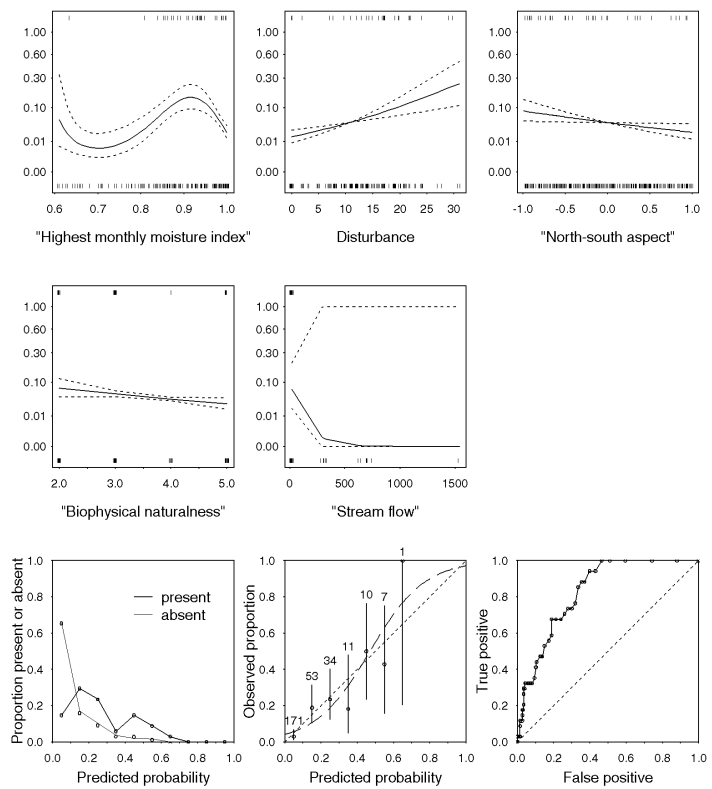 1.00
0.60
0.30
0.10
0.01
0.00
0.6 0.7 0.8 0.9 1.0
"Highest monthly moisture index"
1.00
0.60
0.30
0.10
0.01
0.00
0 5 10 15 20 25 30
Disturbance
1.00
0.60
0.30
0.10
0.01
0.00
-1.0 -0.5 0.0 0.5 1.0
"North-south aspect"
1.00
0.60
0.30
0.10
0.01
0.00
2.0 3.0 4.0 5.0
"Biophysical naturalness"
1.00
0.60
0.30
0.10
0.01
0.00
0 500 1000 1500
"Stream flow"
Proportion present or absent
1.0
0.8
0.6
0.4
0.2
0.0
present
absent
0.0 0.2 0.4 0.6 0.8 1.0
Predicted probability
Observed proportion
1.0
0.8
0.6
0.4
0.2
0.0
171
53
34
11
10
7
1
0.0 0.2 0.4 0.6 0.8 1.0
Predicted probability
True positive
1.0
0.8
0.6
0.4
0.2
0.0
0.0 0.2 0.4 0.6 0.8 1.0
False positive